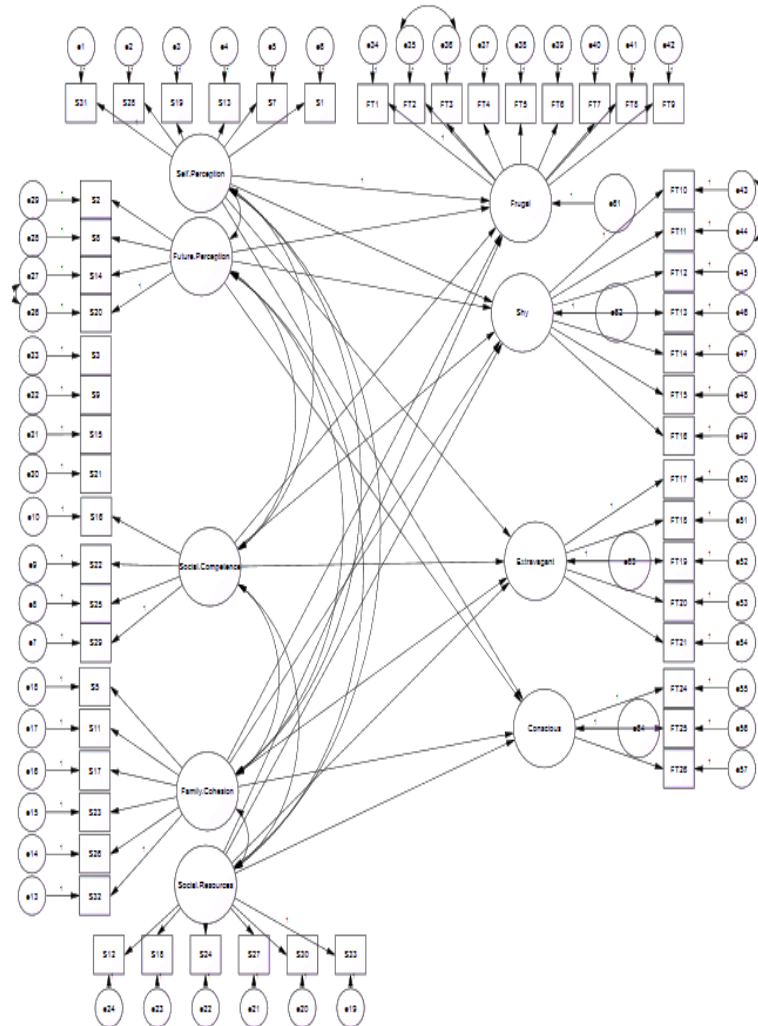 e1 e2 e3 e4 e5 e6 e34 e35 e36 e37 e38 e39 e40 e41 e42
S31 S28 S19 S13 S7 S1 FT1 FT2 FT3 FT4 FT5 FT6 FT7 FT8 FT9
Self.Perception
Frugal
e61
e29 S2
FT10 e43
e28 S8
FT11 e44
Future.Perception
e27 S14
FT12 e45
e26 S20
Shy
e62
FT13 e46
e33 S3
FT14 e47
e32 S9
FT15 e48
e31 S15
FT16 e49
e30 S21
FT17 e50
e10 S16
FT18 e51
e9 S22
Social.Competence
Extravagant
e63
FT19 e52
e8 S25
FT20 e53
e7 S29
FT21 e54
e18 S5
FT24 e55
e17 S11
Conscious
e64
FT25 e56
e16 S17
FT26 e57
Family.Cohesion
e15 S23
e14 S26
e13 S32
Social.Resources
S12 S18 S24 S27 S30 S33
e24 e23 e22 e21 e20 e19